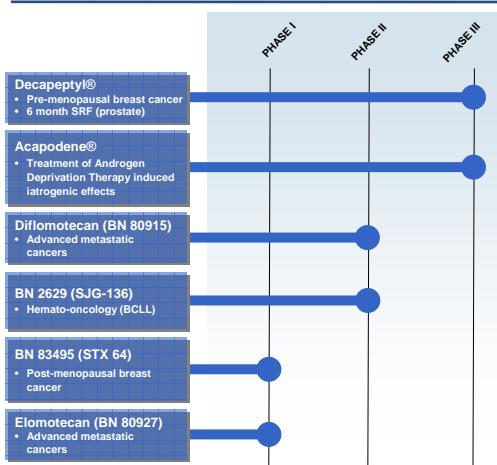 PHASE I
PHASE II
PHASE III
Decapeptyl®
• Pre-menopausal breast cancer
• 6 month SRF (prostate)
Acapodene®
• Treatment of Androgen
Deprivation Therapy induced
iatrogenic effects
Diflomotecan (BN 80915)
• Advanced metastatic
cancers
BN 2629 (SJG-136)
• Hemato-oncology (BCLL)
BN 83495 (STX 64)
• Post-menopausal breast
cancer
Elomotecan (BN 80927)
• Advanced metastatic
cancers